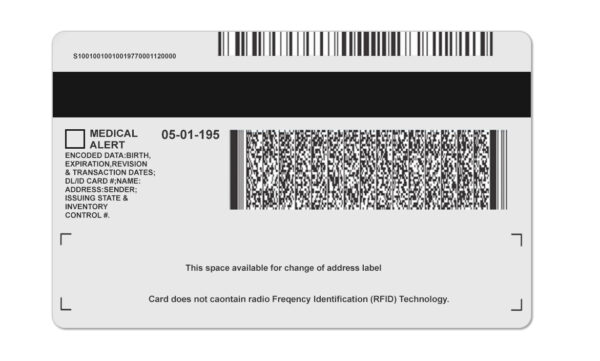 S10010010010019770001120000
MEDICAL
ALERT
05-01-195
ENCODED DATA:BIRTH,
EXPIRATION,REVISION
& TRANSACTION DATES;
DL/ID CARD #;NAME:
ADDRESS:SENDER;
ISSUING STATE &
INVENTORY
CONTROL #.
This space available for change of address label
Card does not caontain radio Freqency Identification (RFID) Technology.